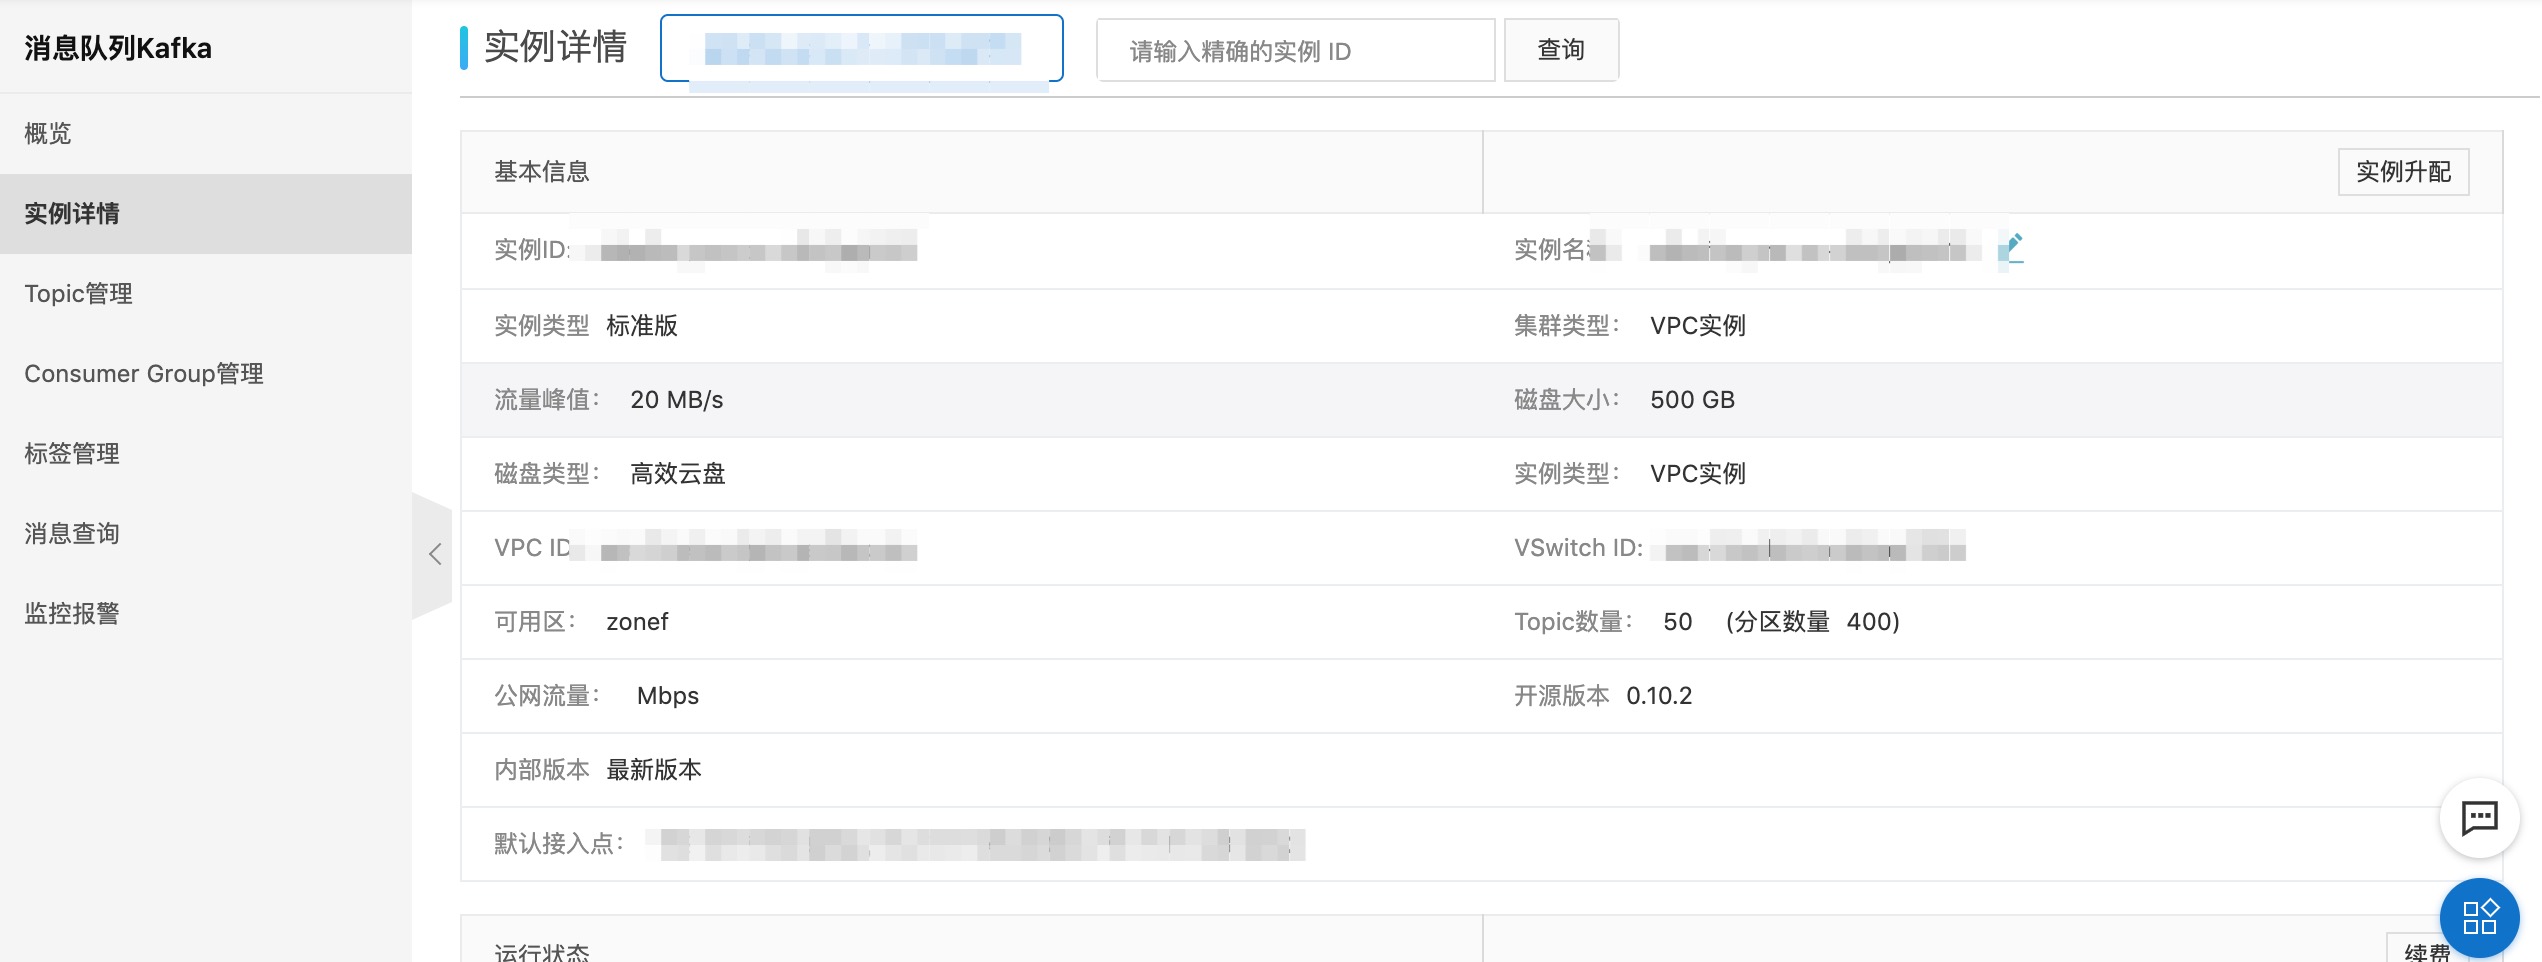 消息队列Kafka
概览
实例详情
Topic管理
Consumer Group管理
标签管理
消息查询
监控报警
实例详情
请输入精确的实例 ID
查询
基本信息
实例升配
实例ID:
实例名
实例类型 标准版
集群类型： VPC实例
流量峰值： 20 MB/s
磁盘大小： 500 GB
磁盘类型： 高效云盘
实例类型： VPC实例
VPC ID
VSwitch ID:
可用区： zonef
Topic数量： 50 (分区数量 400)
公网流量： Mbps
开源版本 0.10.2
内部版本 最新版本
默认接入点：
运行状态
续费